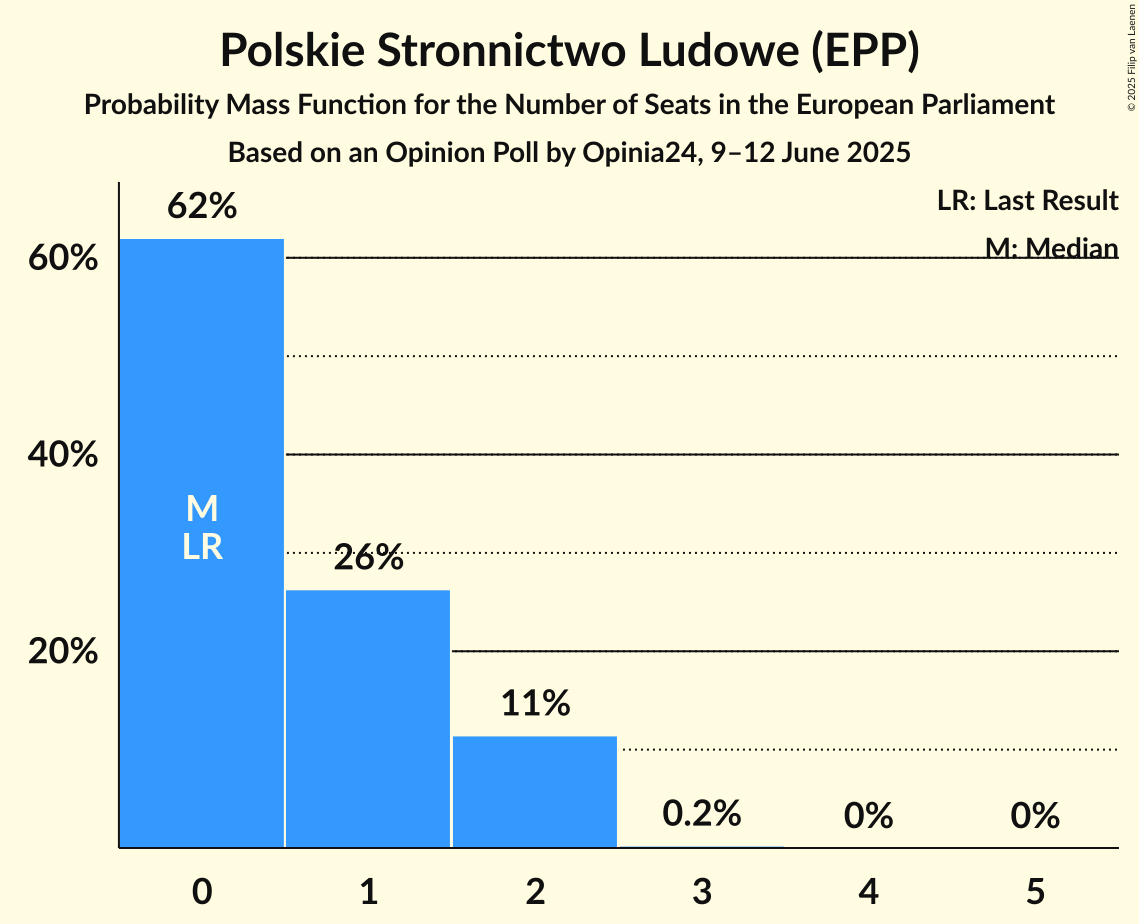 Polskie Stronnictwo Ludowe (EPP)
Probability Mass Function for the Number of Seats in the European Parliament
Based on an Opinion Poll by Opinia24, 9–12 June 2025
© 2025 Filip van Laenen
LR: Last Result
M: Median
62%
60%
40%
20%
M
LR
26%
11%
0.2%
0%
0%
0 1 2 3 4 5